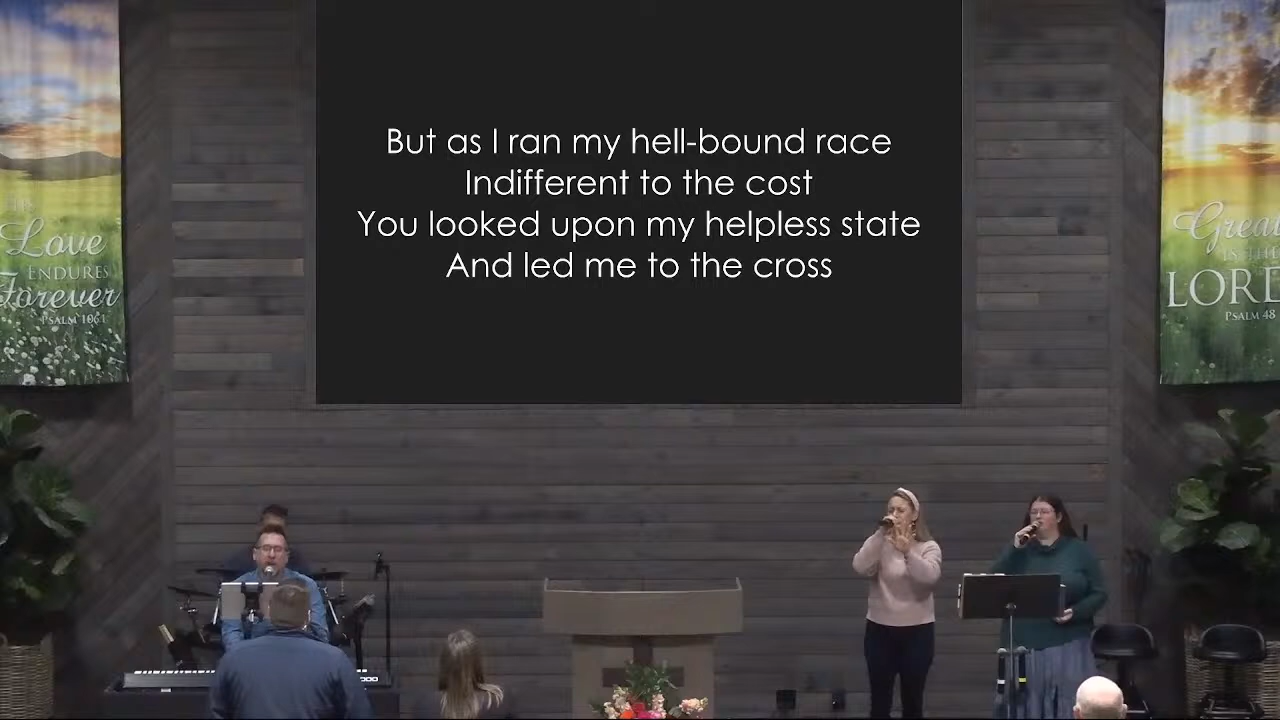 But as I ran my hell-bound race
Indifferent to the cost
You looked upon my helpless state
And led me to the cross
HIS
Love
ENDURES
Forever
PSALM 106:1
Great
IS THE
LORD
PSALM 48